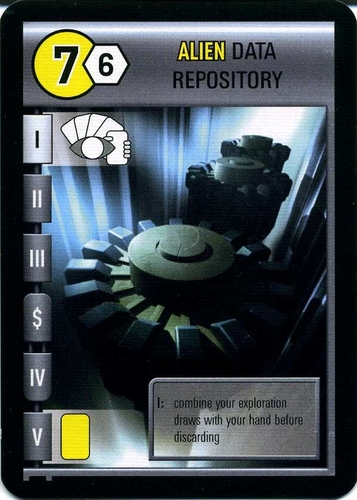 7 6
ALIEN DATA
REPOSITORY
I
II
III
$
IV
V
I: combine your exploration
draws with your hand before
discarding